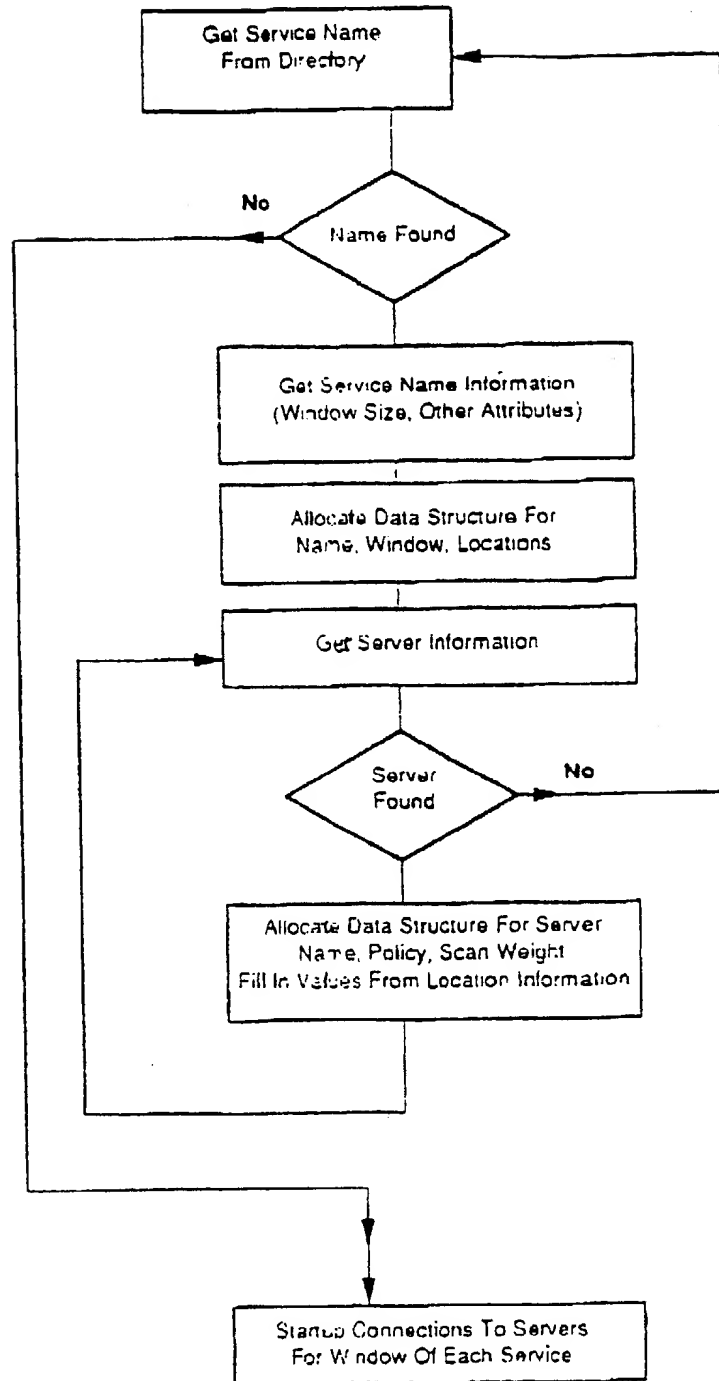 Get Service Name
From Directory
No
Name Found
Get Service Name Information
(Window Size, Other Attributes)
Allocate Data Structure For
Name, Window, Locations
Get Server Information
Server
Found
No
Allocate Data Structure For Server
Name, Policy, Scan Weight
Fill In Values From Location Information
Startup Connections To Servers
For Window Of Each Service